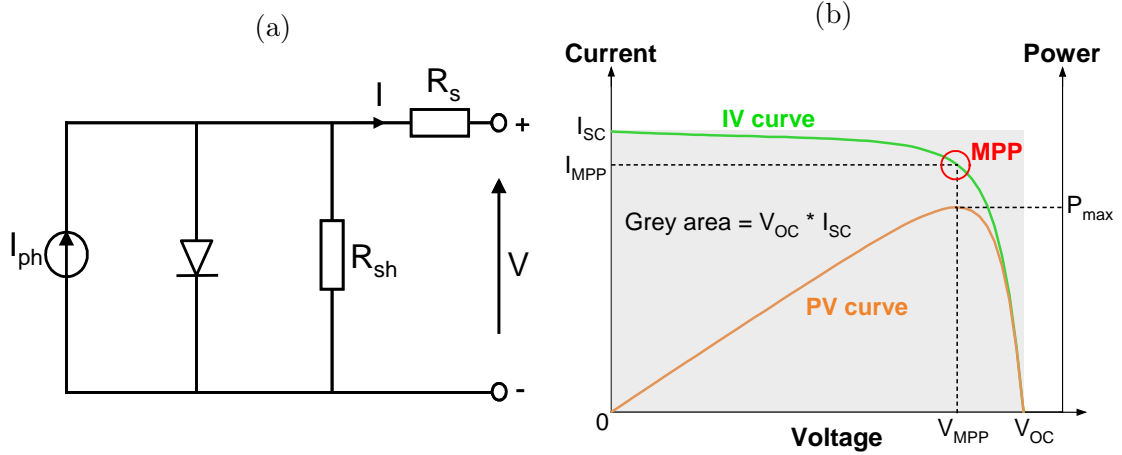 (a)
I
R_s
+
I_ph
R_sh
V
-
(b)
Current
Power
I_SC
IV curve
MPP
I_MPP
P_max
Grey area = V_OC * I_SC
PV curve
0
Voltage
V_MPP
V_OC